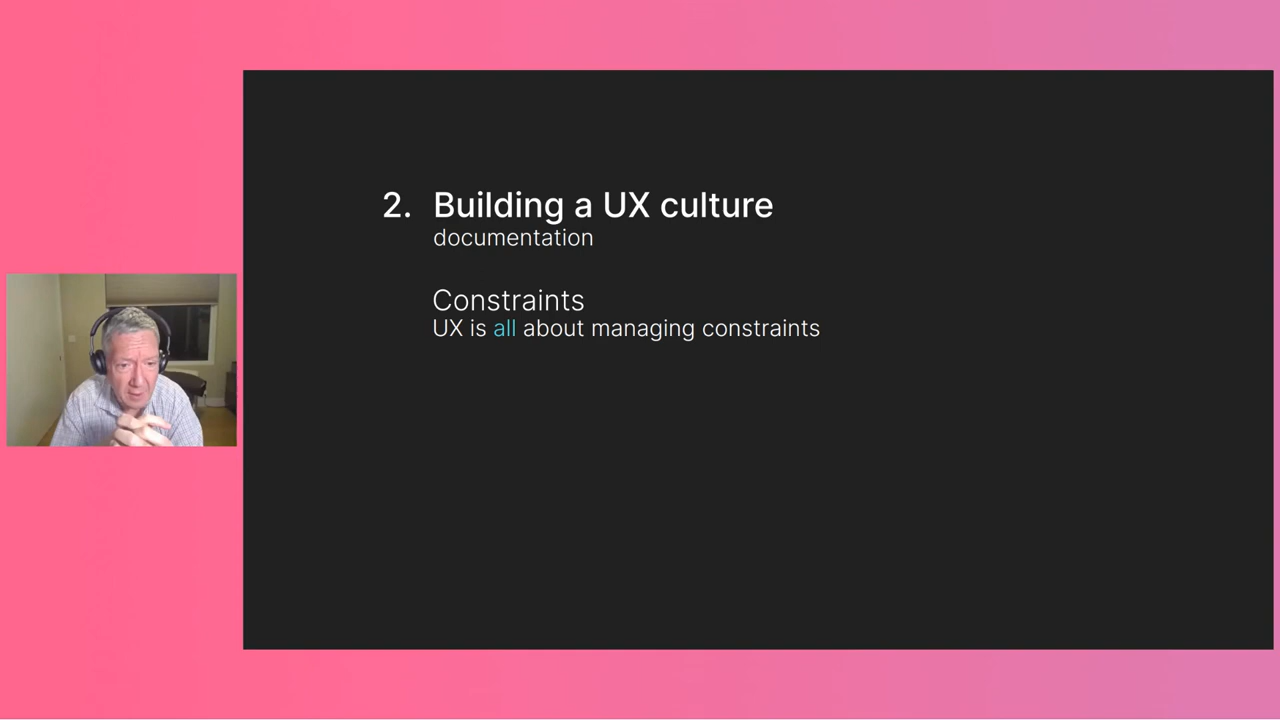 2. Building a UX culture
documentation
Constraints
UX is all about managing constraints